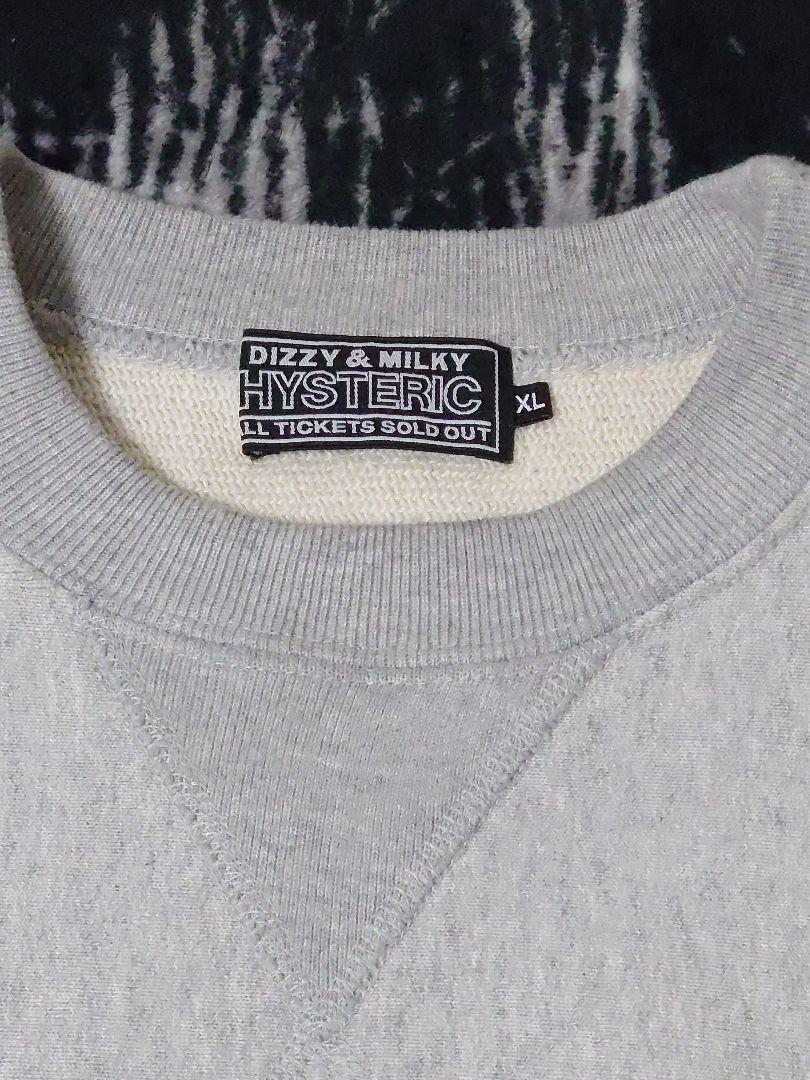 DIZZY & MILKY
HYSTERIC
LL TICKETS SOLD OUT
XL